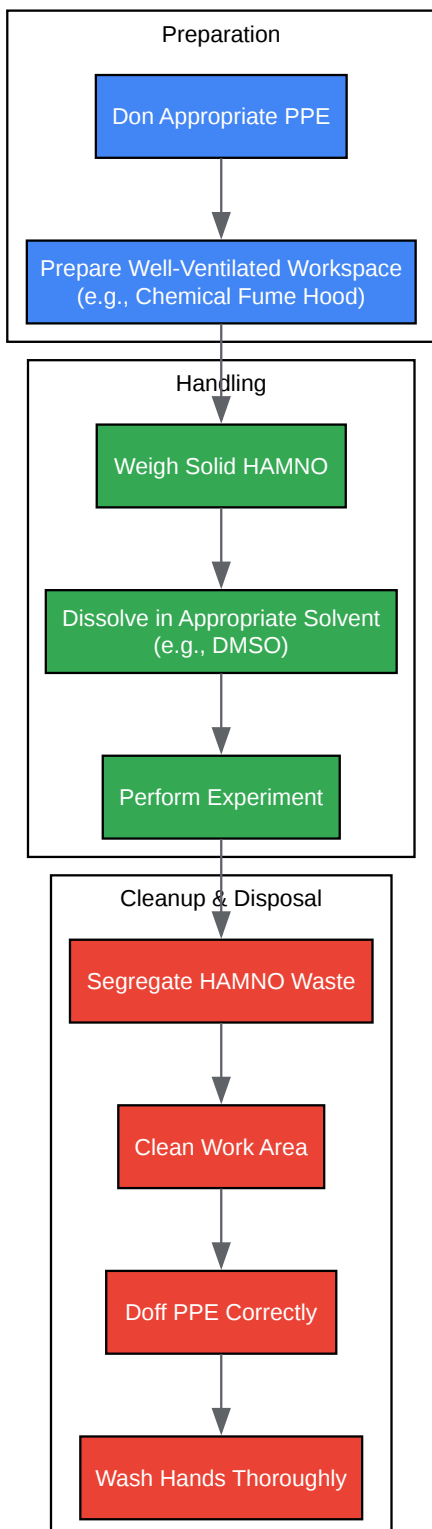 Preparation
Don Appropriate PPE
Prepare Well-Ventilated Workspace
(e.g., Chemical Fume Hood)
Handling
Weigh Solid HAMNO
Dissolve in Appropriate Solvent
(e.g., DMSO)
Perform Experiment
Cleanup & Disposal
Segregate HAMNO Waste
Clean Work Area
Doff PPE Correctly
Wash Hands Thoroughly